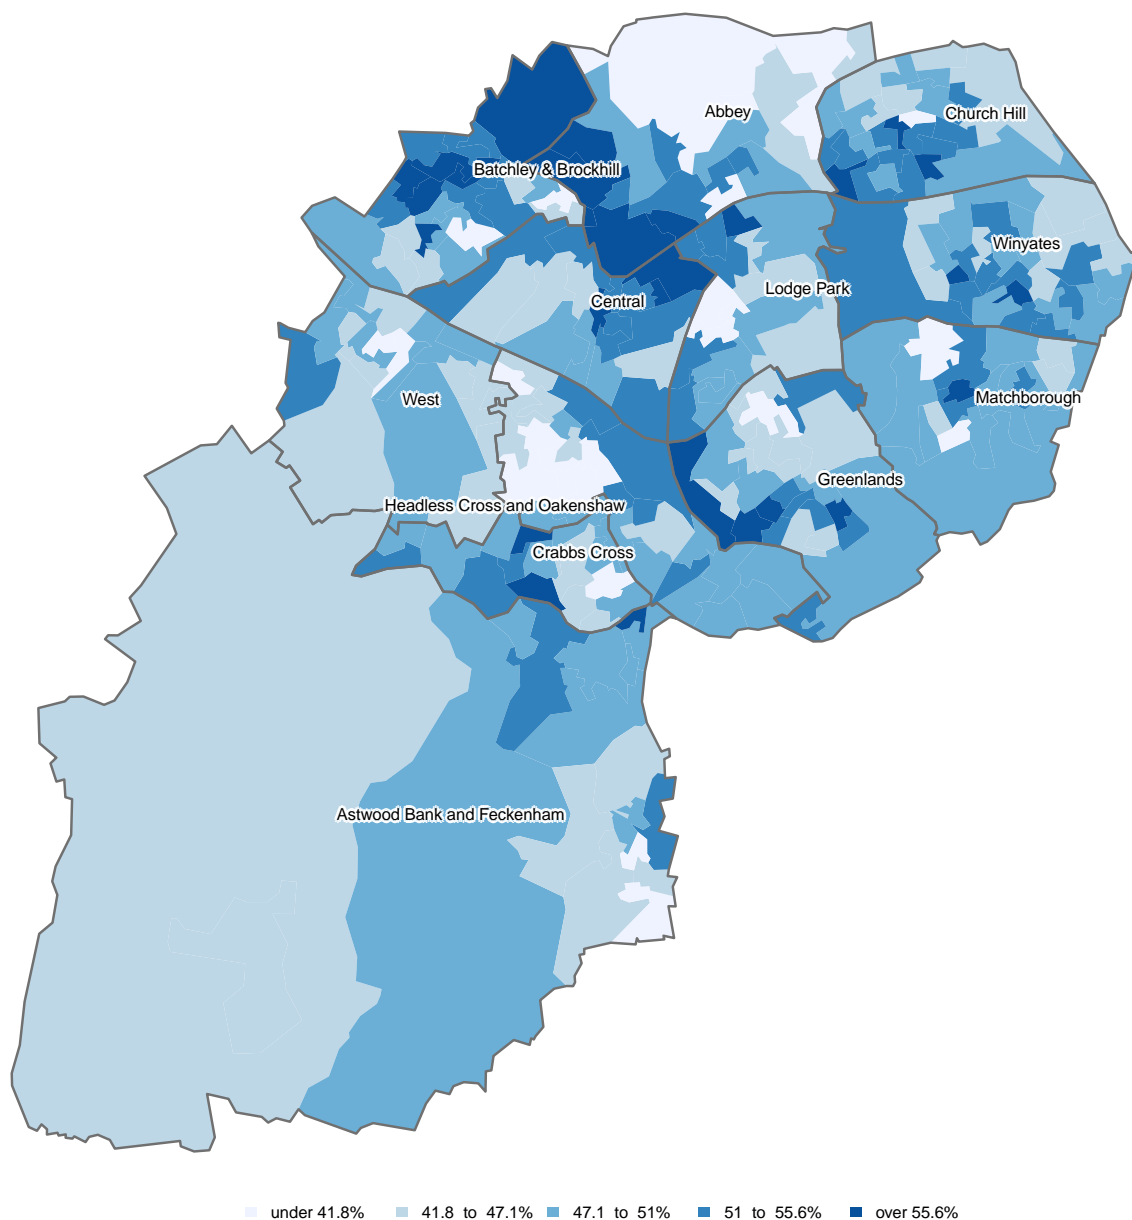 Abbey
Church Hill
Batchley & Brockhill
Winyates
Lodge Park
Central
West
Matchborough
Greenlands
Headless Cross and Oakenshaw
Crabbs Cross
Astwood Bank and Feckenham
under 41.8% 41.8 to 47.1% 47.1 to 51% 51 to 55.6% over 55.6%